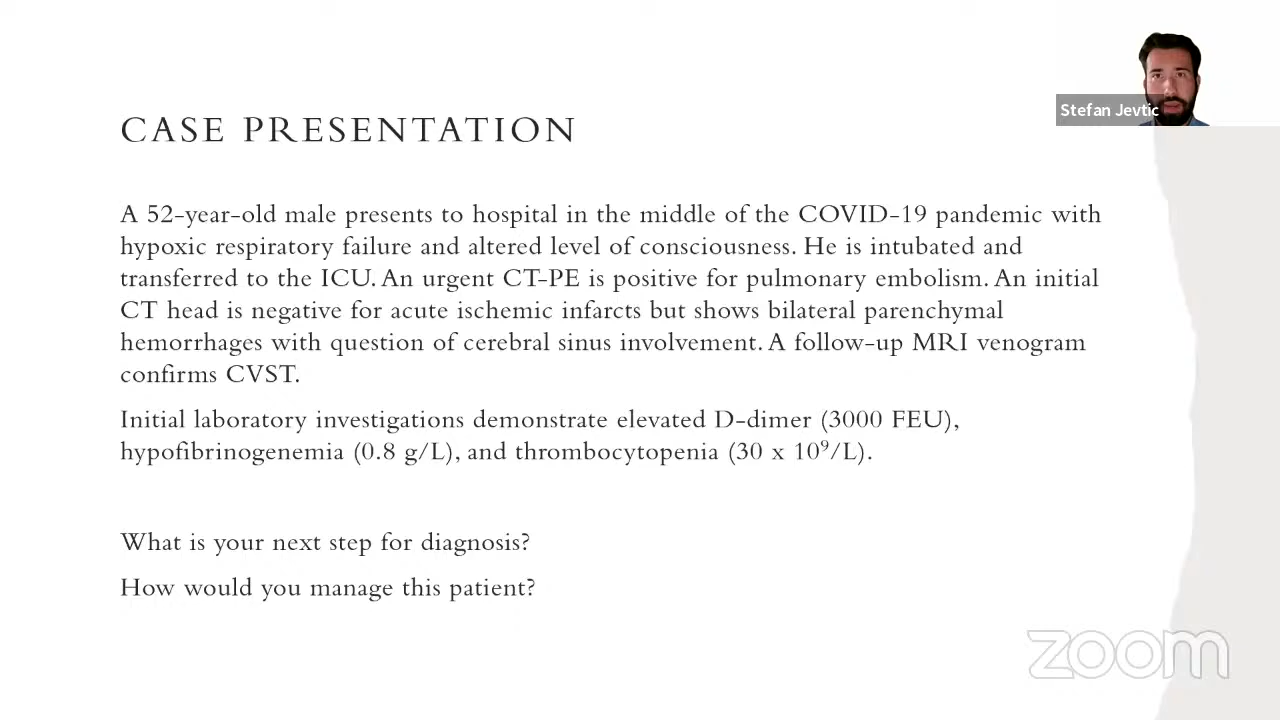 Stefan Jevtic
CASE PRESENTATION
A 52-year-old male presents to hospital in the middle of the COVID-19 pandemic with
hypoxic respiratory failure and altered level of consciousness. He is intubated and
transferred to the ICU. An urgent CT-PE is positive for pulmonary embolism. An initial
CT head is negative for acute ischemic infarcts but shows bilateral parenchymal
hemorrhages with question of cerebral sinus involvement. A follow-up MRI venogram
confirms CVST.
Initial laboratory investigations demonstrate elevated D-dimer (3000 FEU),
hypofibrinogenemia (0.8 g/L), and thrombocytopenia (30 x 10⁹/L).
What is your next step for diagnosis?
How would you manage this patient?
zoom